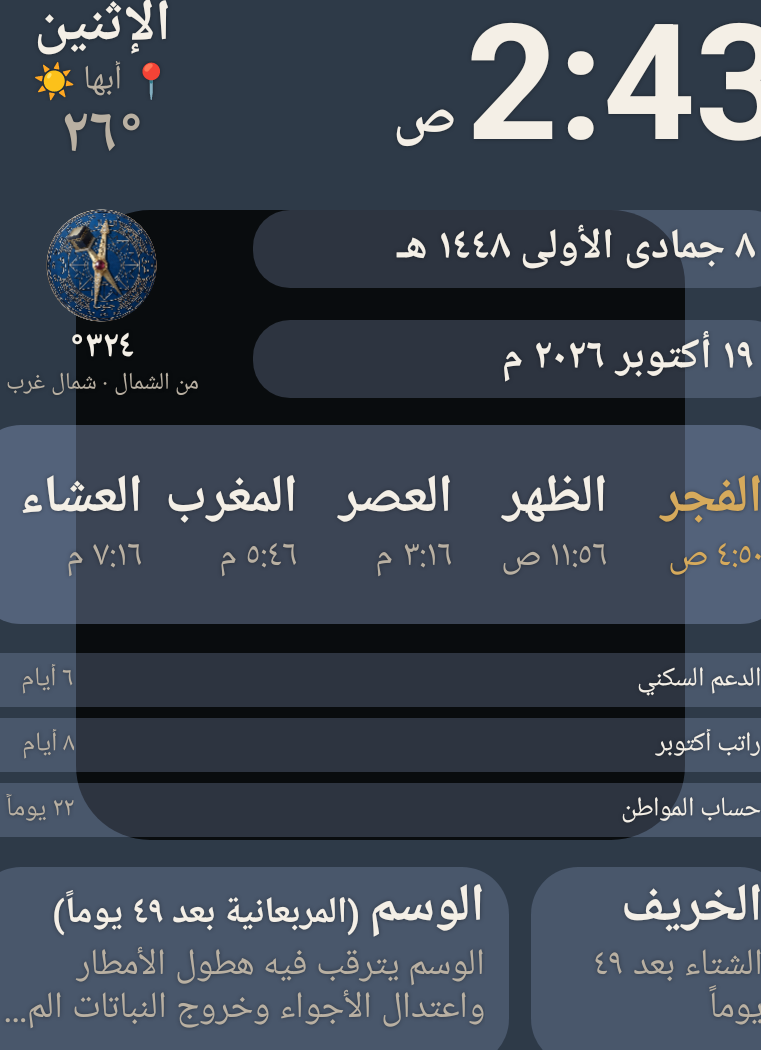 2:43 ص
الإثنين
أبها
٢٦°
٨ جمادى الأولى ١٤٤٨ هـ
١٩ أكتوبر ٢٠٢٦ م
٣٢٤°
من الشمال · شمال غرب
الفجر الظهر العصر المغرب العشاء
٤:٥٠ ص ١١:٥٦ ص ٣:١٦ م ٥:٤٦ م ٧:١٦ م
الدعم السكني ٦ أيام
راتب أكتوبر ٨ أيام
حساب المواطن ٢٢ يوماً
الخريف
الشتاء بعد ٤٩
يوماً
الوسم (المربعانية بعد ٤٩ يوماً)
الوسم يترقب فيه هطول الأمطار
واعتدال الأجواء وخروج النباتات الم...